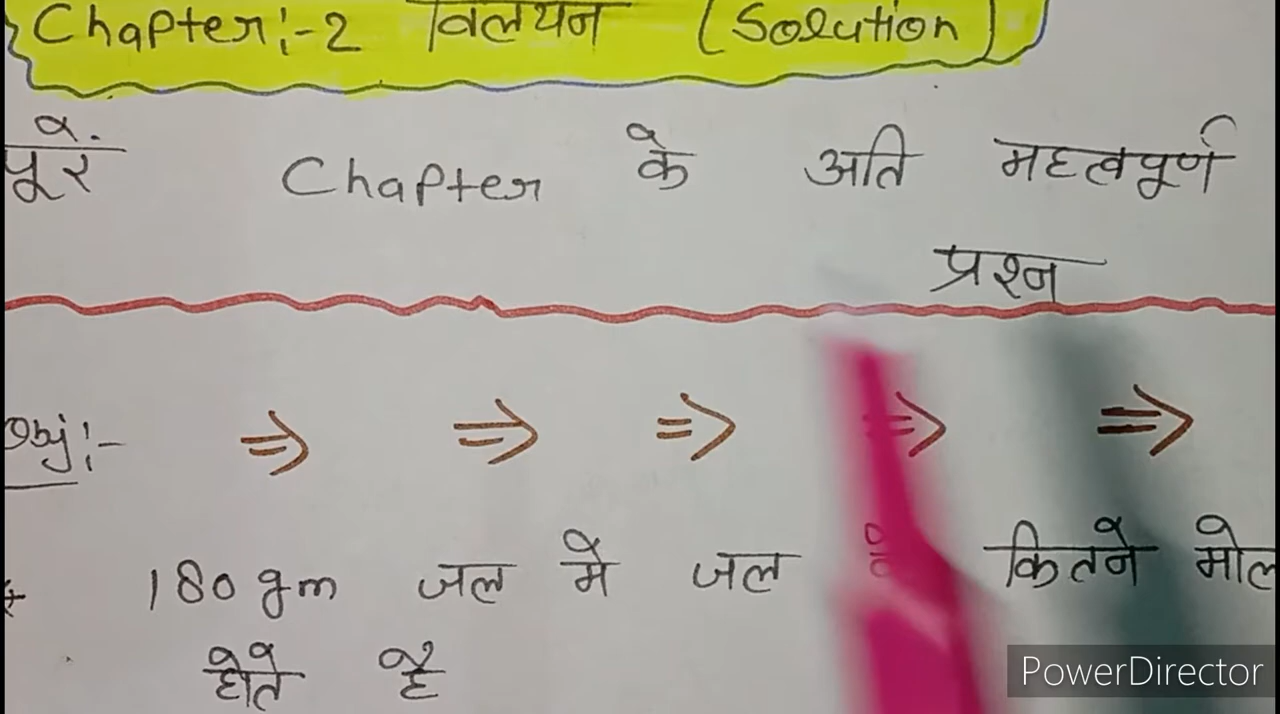 Chapter:-2 विलयन (Solution)
पूरे Chapter के अति महत्वपूर्ण
प्रश्न
Obj:- ⇒ ⇒ ⇒ ⇒ ⇒
180 gm जल मे जल के कितने मोल
होते है
PowerDirector